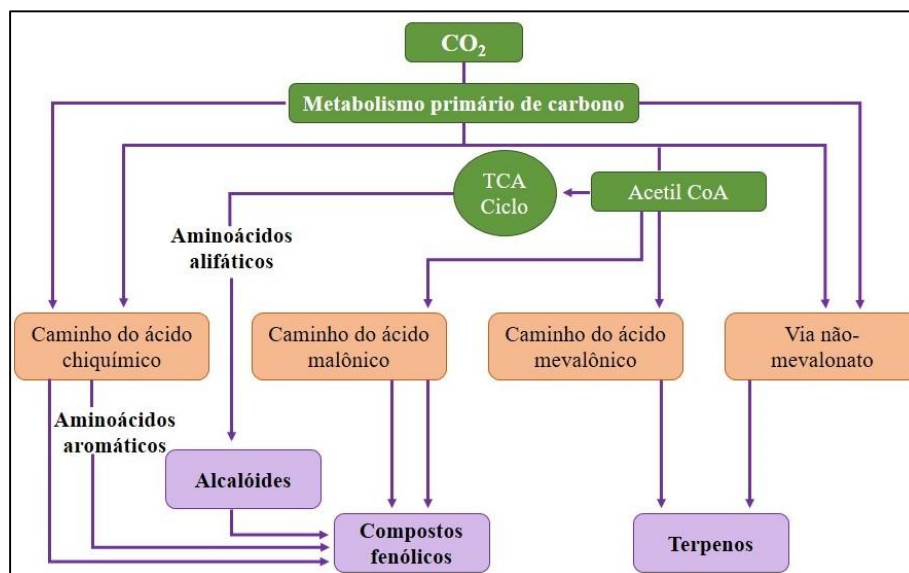 CO₂
Metabolismo primário de carbono
TCA
Ciclo
Acetil CoA
Aminoácidos
alifáticos
Caminho do ácido
chiquímico
Caminho do ácido
malônico
Caminho do ácido
mevalônico
Via não-
mevalonato
Aminoácidos
aromáticos
Alcalóides
Compostos
fenólicos
Terpenos